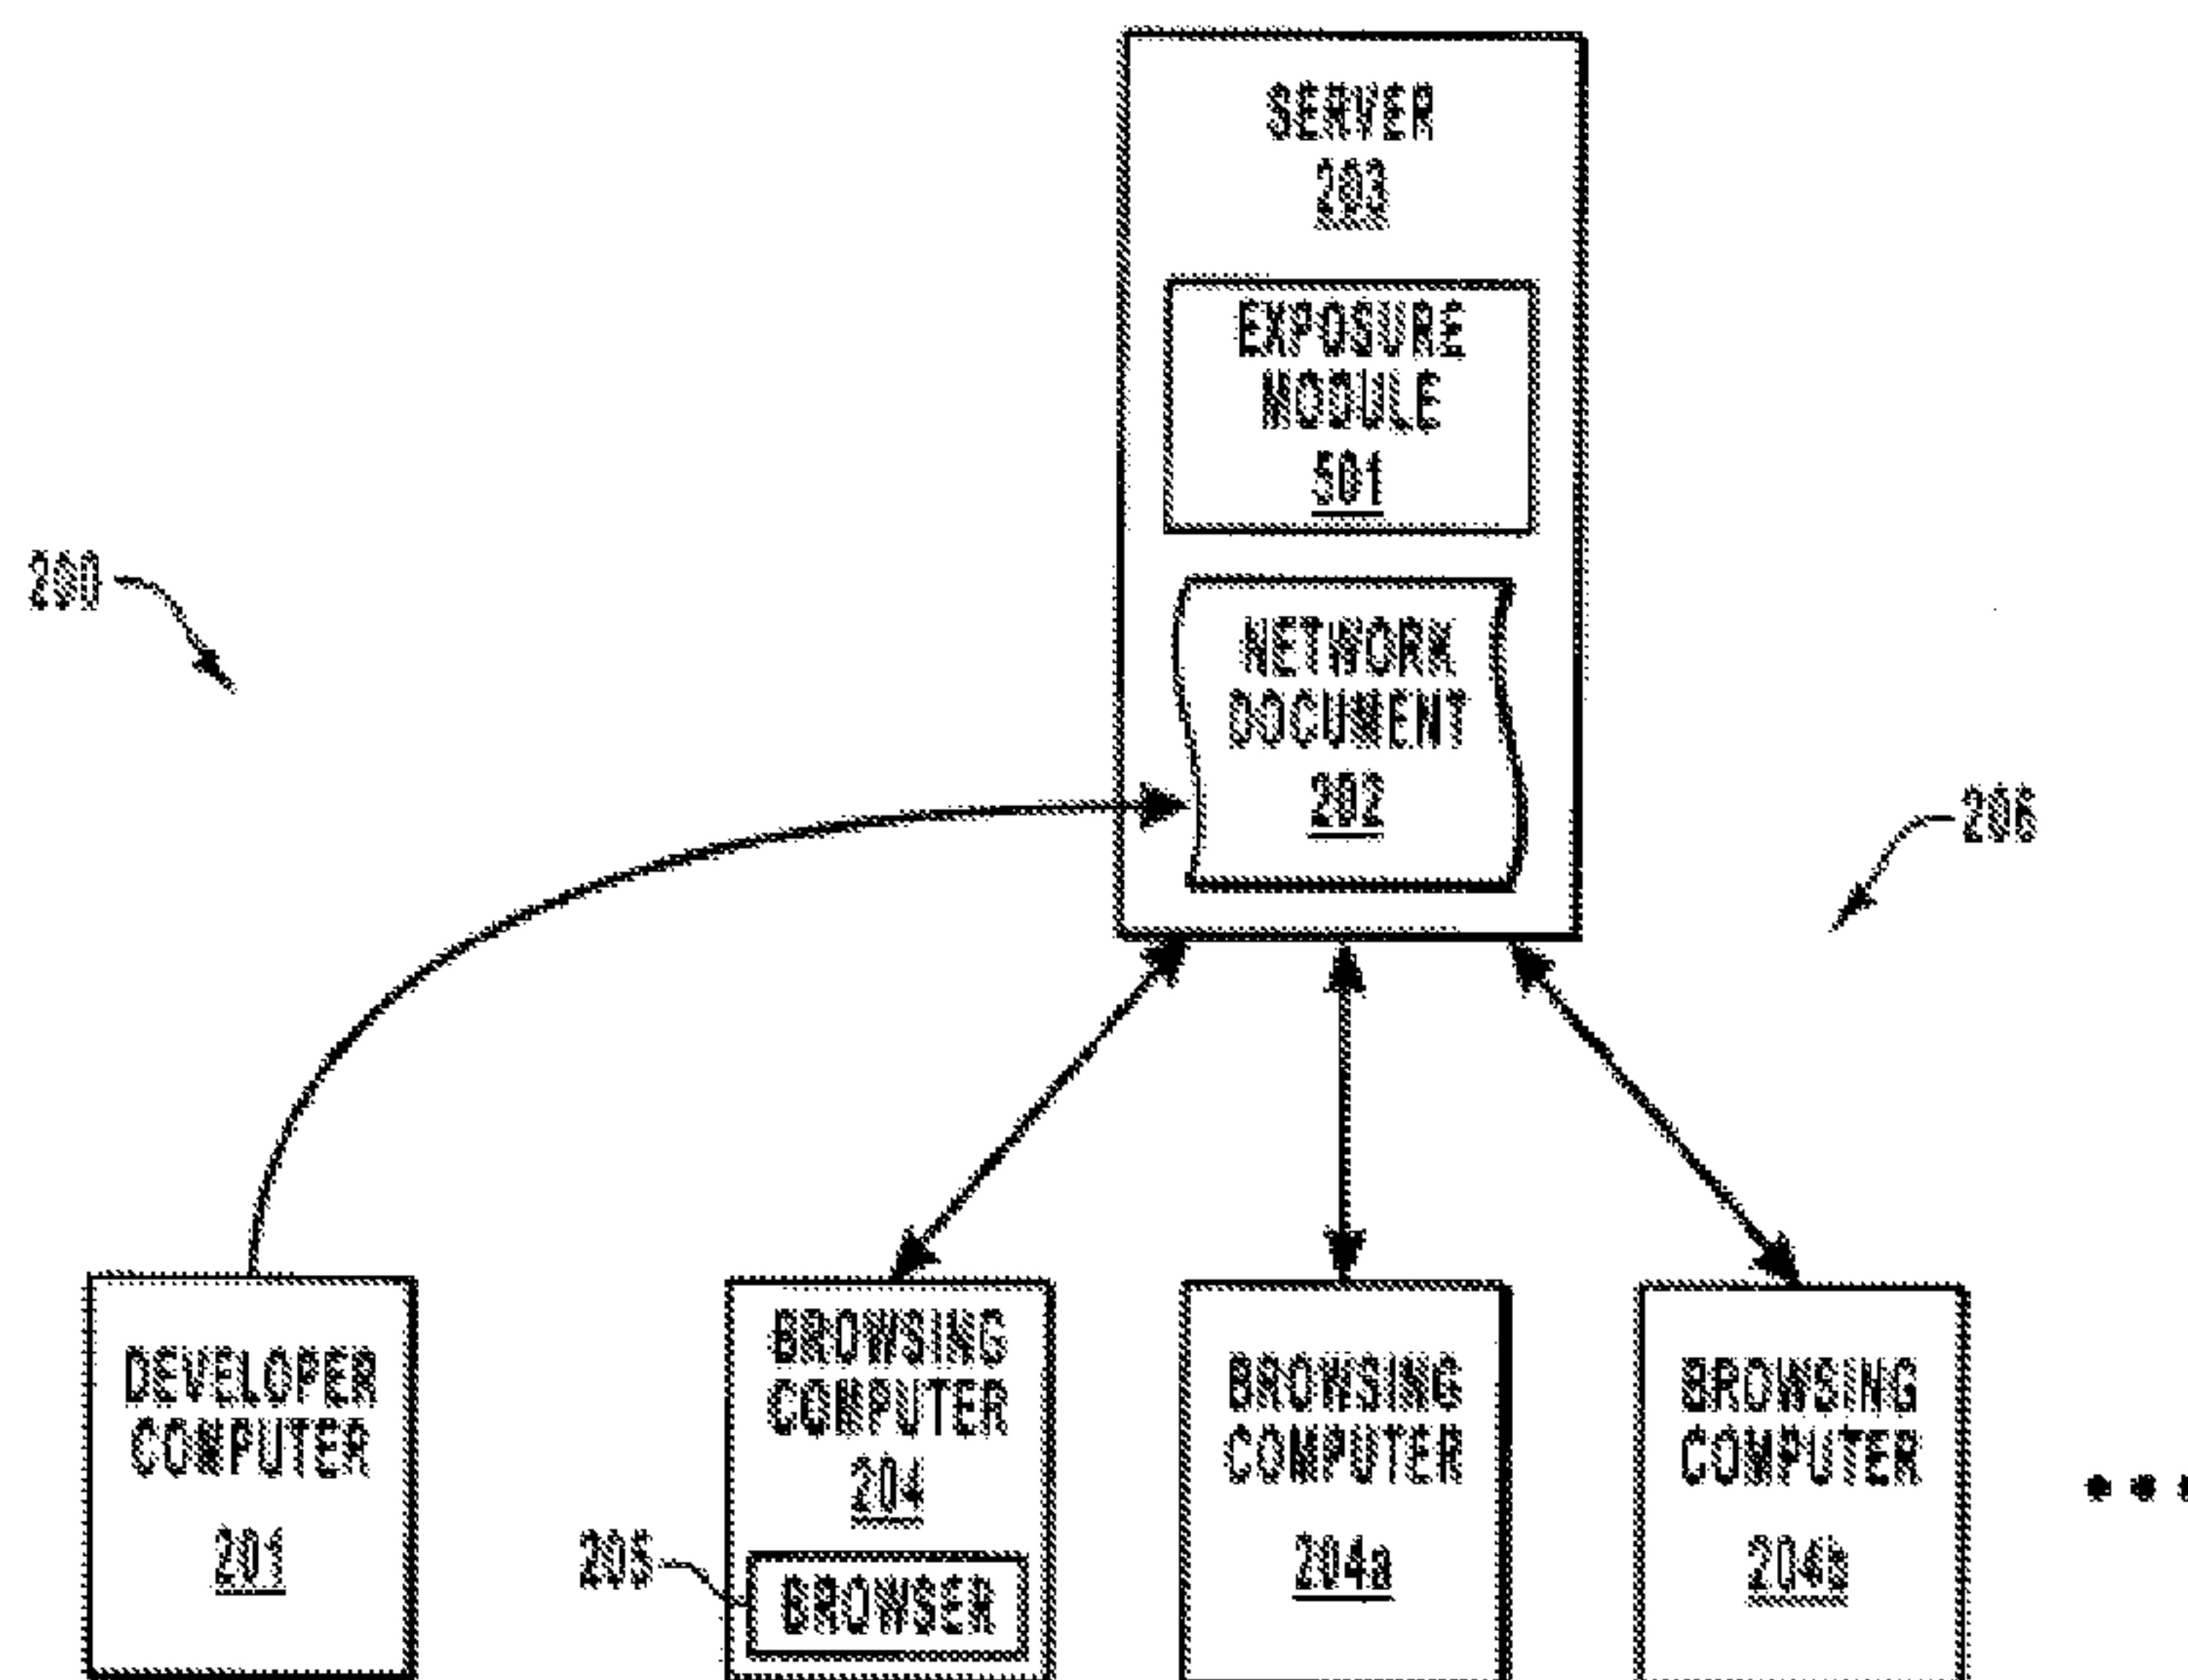 SERVER
203
EXPOSURE
MODULE
501
200
NETWORK
DOCUMENT
202
206
DEVELOPER
COMPUTER
201
BROWSING
COMPUTER
204
205
BROWSER
BROWSING
COMPUTER
204a
BROWSING
COMPUTER
204b